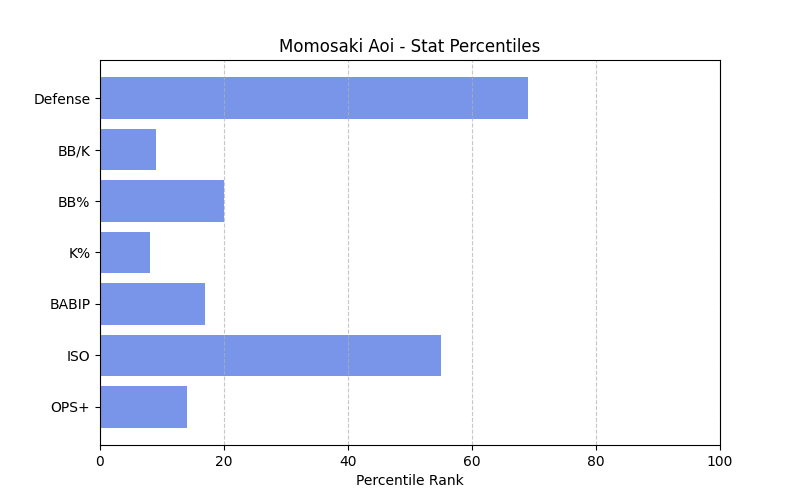 Momosaki Aoi - Stat Percentiles
Defense
BB/K
BB%
K%
BABIP
ISO
OPS+
0 20 40 60 80 100
Percentile Rank